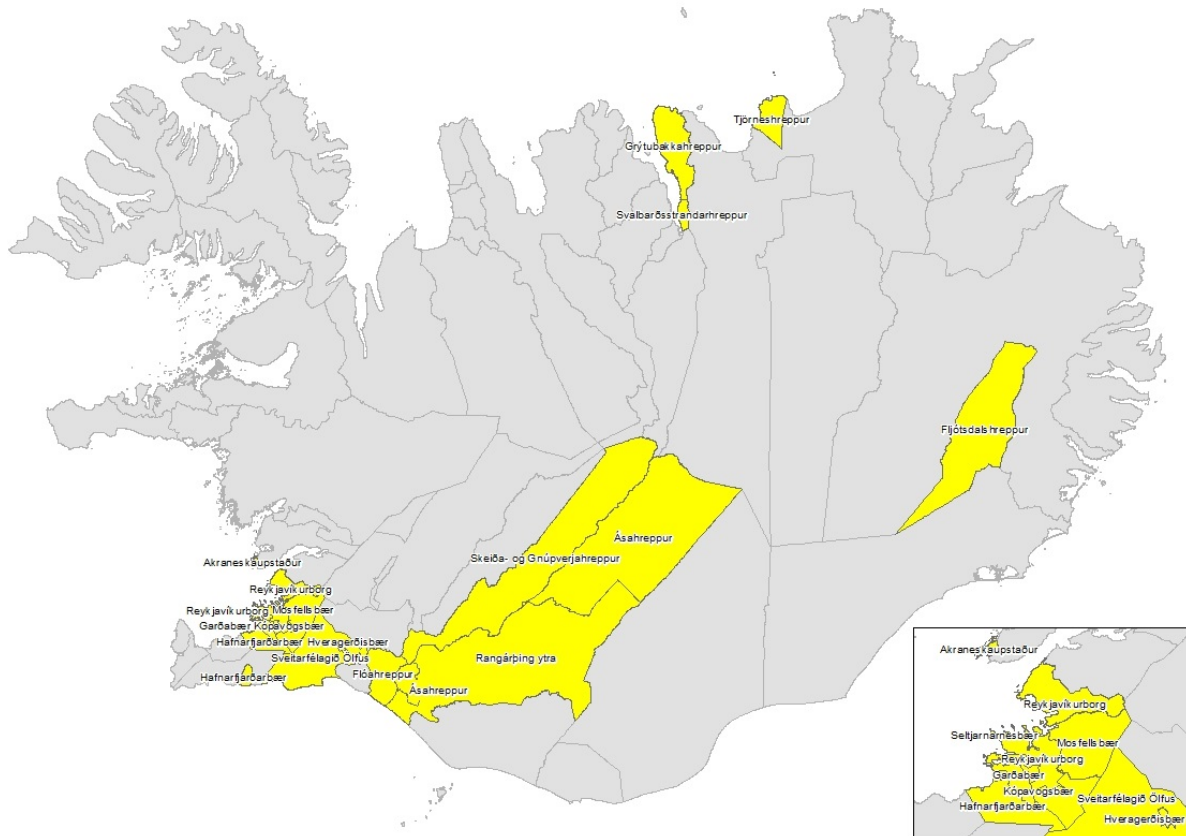 Tjörneshreppur
Grýtubakkahreppur
Svalbarðsstrandarhreppur
Fljótsdalshreppur
Ásahreppur
Skeiða- og Gnúpverjahreppur
Akraneskaupstaður
Reykjavíkurborg
Reykjavíkurborg
Mosfellsbær
Garðabær
Kópavogsbær
Hafnarfjarðarbær
Hveragerðisbær
Sveitarfélagið Ölfus
Rangárþing ytra
Flóahreppur
Hafnarfjarðarbær
Ásahreppur
Akraneskaupstaður
Reykjavíkurborg
Seltjarnarnesbær
Mosfellsbær
Reykjavíkurborg
Garðabær
Kópavogsbær
Sveitarfélagið Ölfus
Hafnarfjarðarbær
Hveragerðisbær